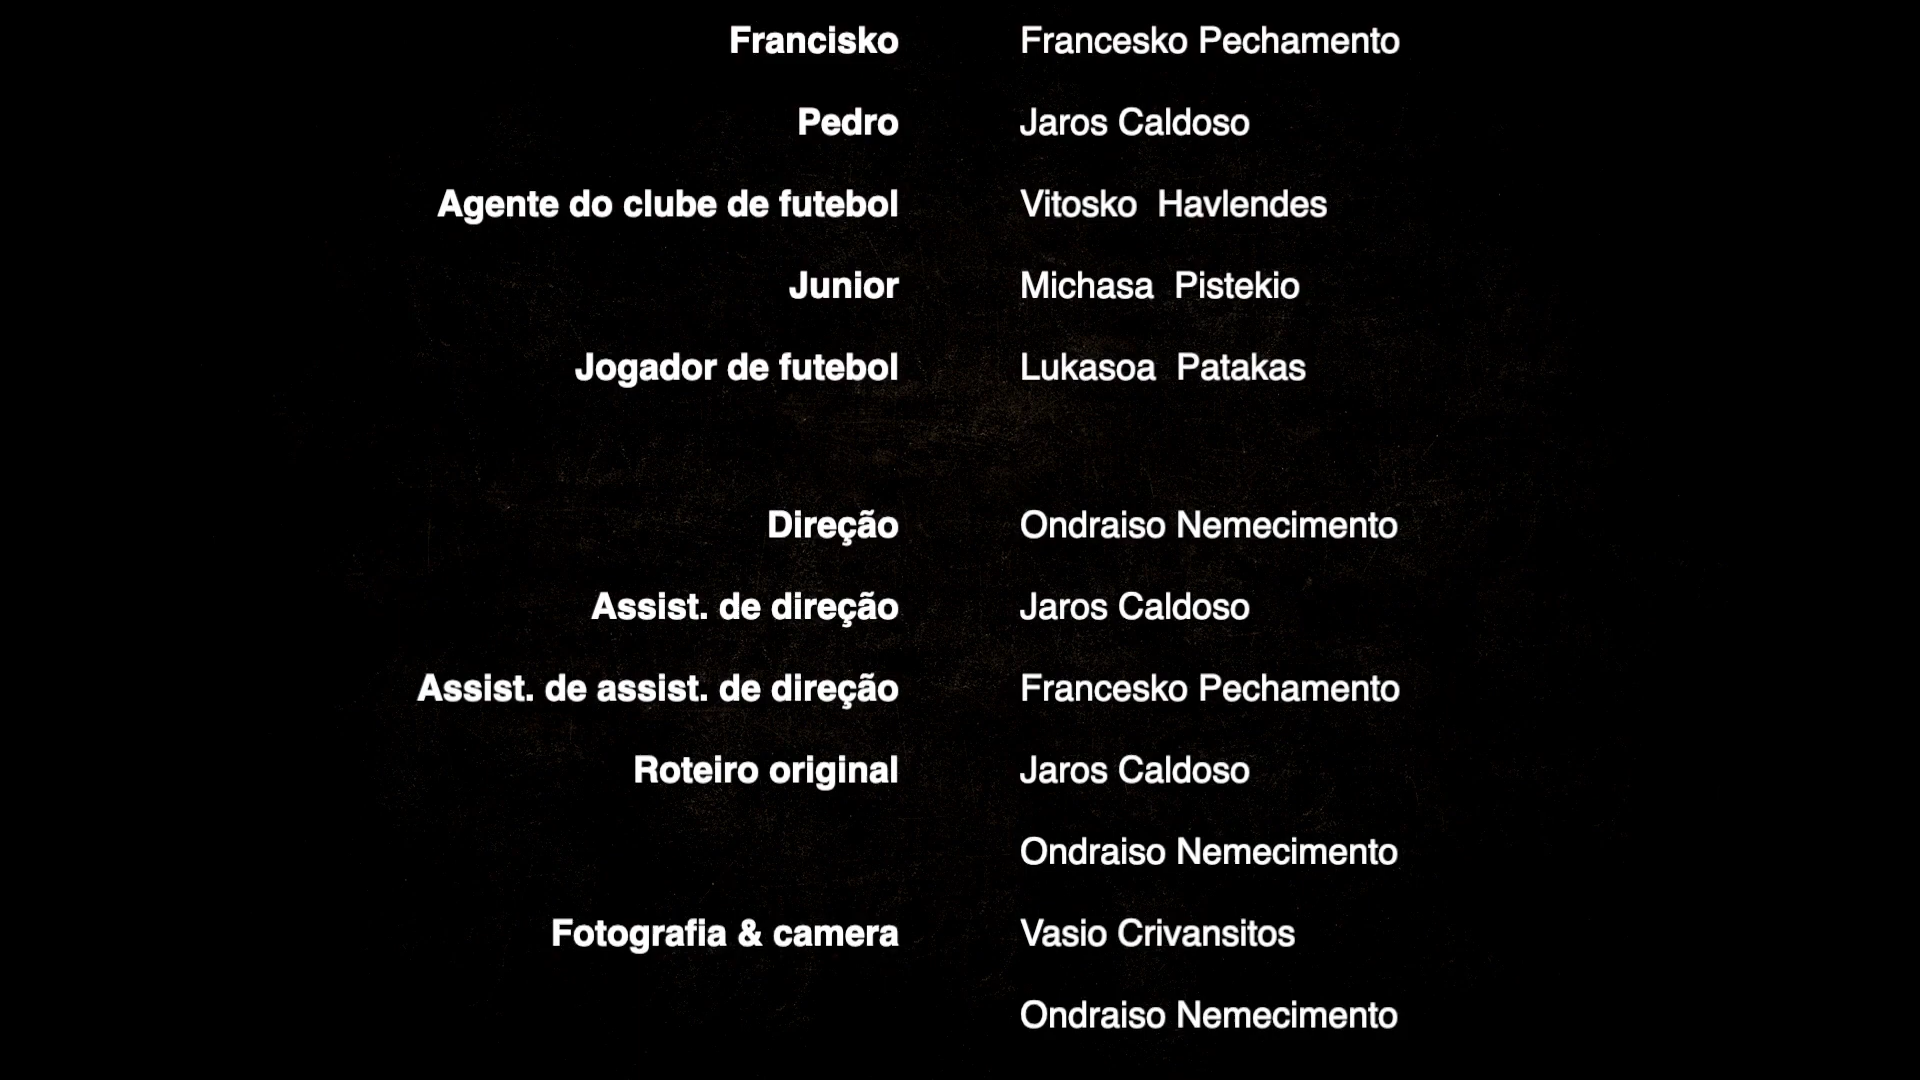 Francisko Francesko Pechamento
Pedro Jaros Caldoso
Agente do clube de futebol Vitosko  Havlendes
Junior Michasa  Pistekio
Jogador de futebol Lukasoa  Patakas
Direção Ondraiso Nemecimento
Assist. de direção Jaros Caldoso
Assist. de assist. de direção Francesko Pechamento
Roteiro original Jaros Caldoso
Ondraiso Nemecimento
Fotografia & camera Vasio Crivansitos
Ondraiso Nemecimento